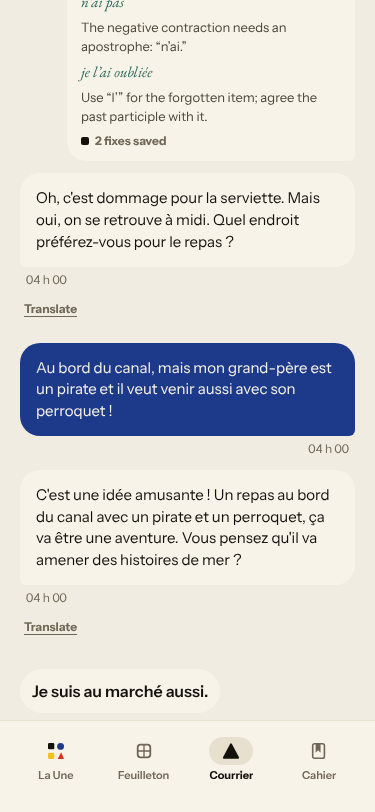 n'ai pas
The negative contraction needs an
apostrophe: “n’ai.”
je l’ai oubliée
Use “l’” for the forgotten item; agree the
past participle with it.
2 fixes saved
Oh, c'est dommage pour la serviette. Mais
oui, on se retrouve à midi. Quel endroit
préférez-vous pour le repas ?
04 h 00
Translate
Au bord du canal, mais mon grand-père est
un pirate et il veut venir aussi avec son
perroquet !
04 h 00
C'est une idée amusante ! Un repas au bord
du canal avec un pirate et un perroquet, ça
va être une aventure. Vous pensez qu'il va
amener des histoires de mer ?
04 h 00
Translate
Je suis au marché aussi.
La Une Feuilleton Courrier Cahier